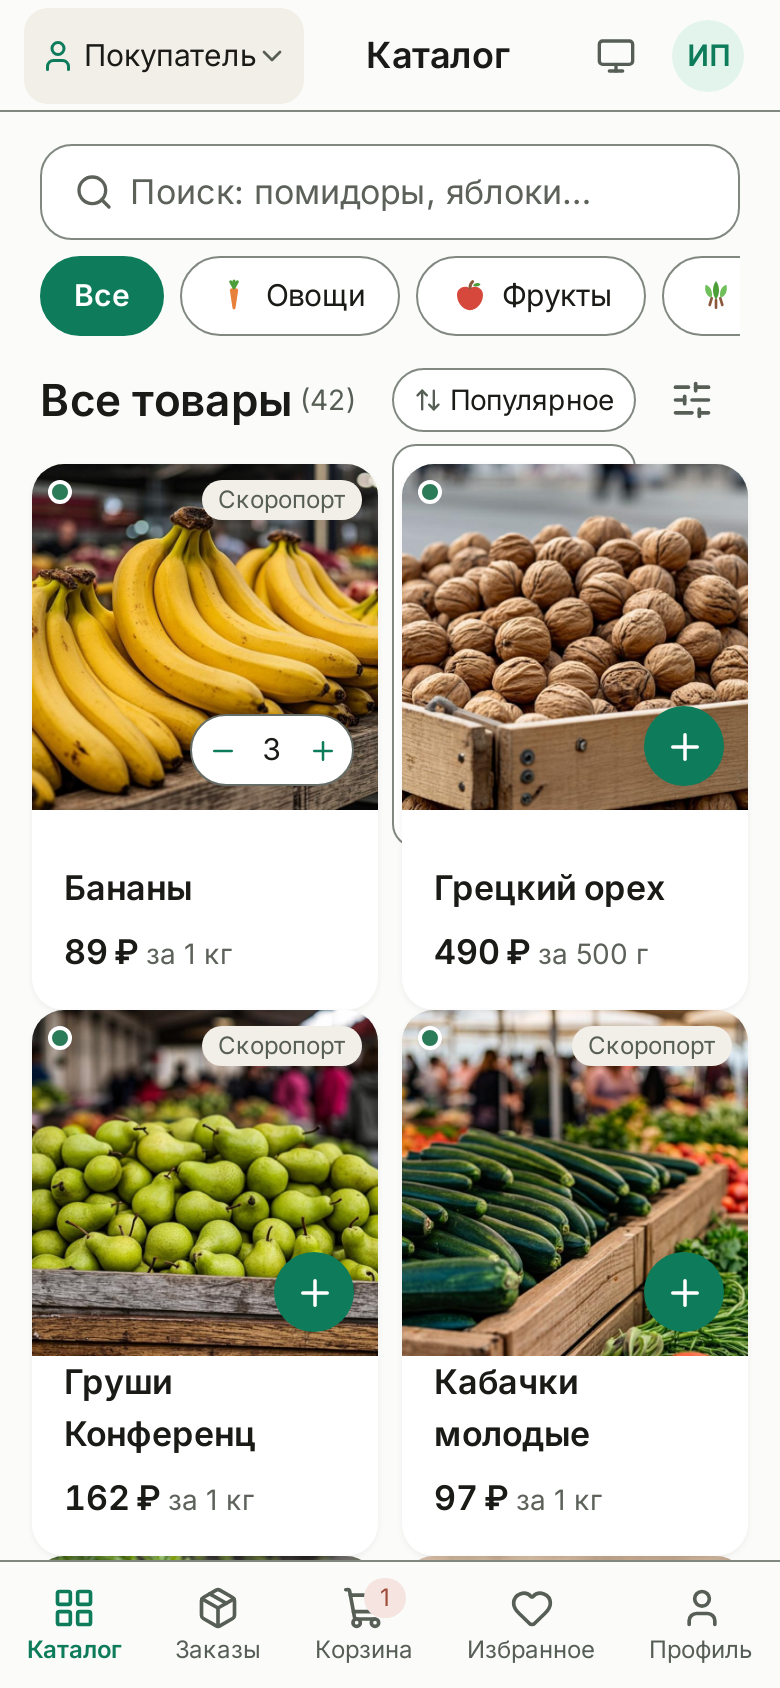 Покупатель
Каталог
ИП
Поиск: помидоры, яблоки...
Все
Овощи
Фрукты
Все товары (42)
Популярное
Скоропорт
3
Бананы
89 ₽ за 1 кг
Грецкий орех
490 ₽ за 500 г
Скоропорт
Скоропорт
Груши
Конференц
162 ₽ за 1 кг
Кабачки
молодые
97 ₽ за 1 кг
1
Каталог
Заказы
Корзина
Избранное
Профиль